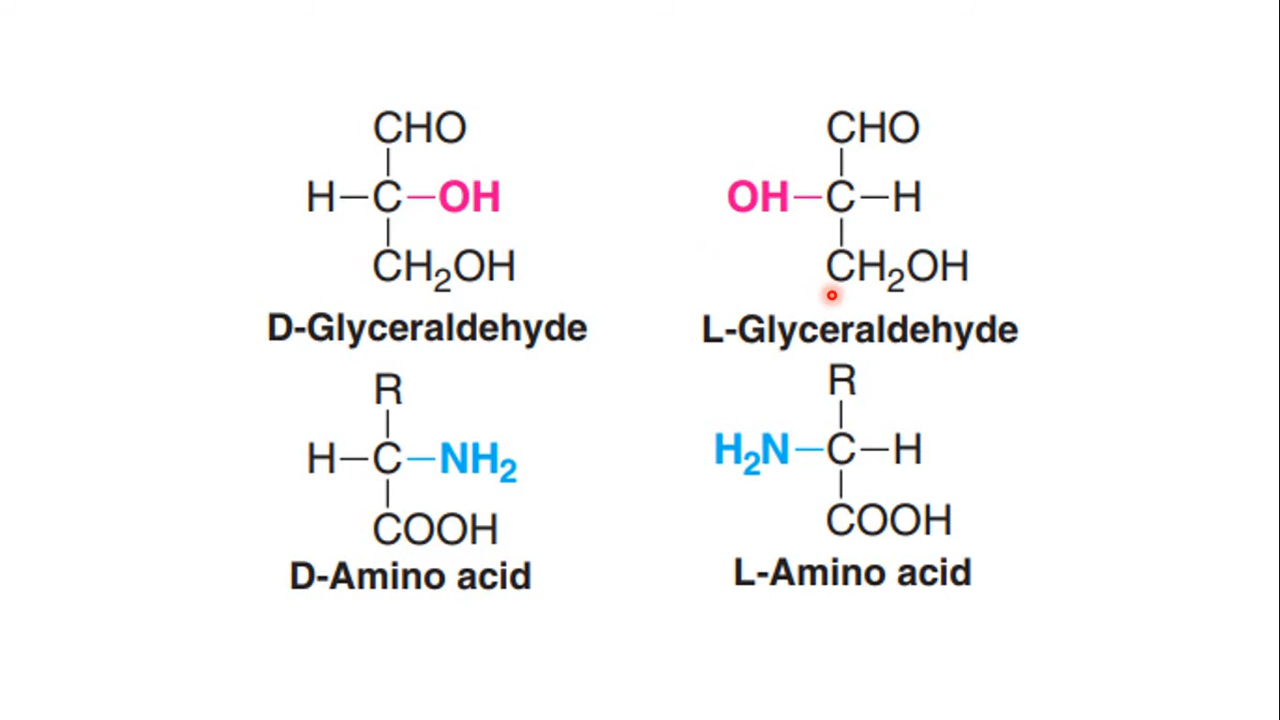 CHO
H–C–OH
CH₂OH
D-Glyceraldehyde
CHO
OH–C–H
CH₂OH
L-Glyceraldehyde
R
H–C–NH₂
COOH
D-Amino acid
R
H₂N–C–H
COOH
L-Amino acid